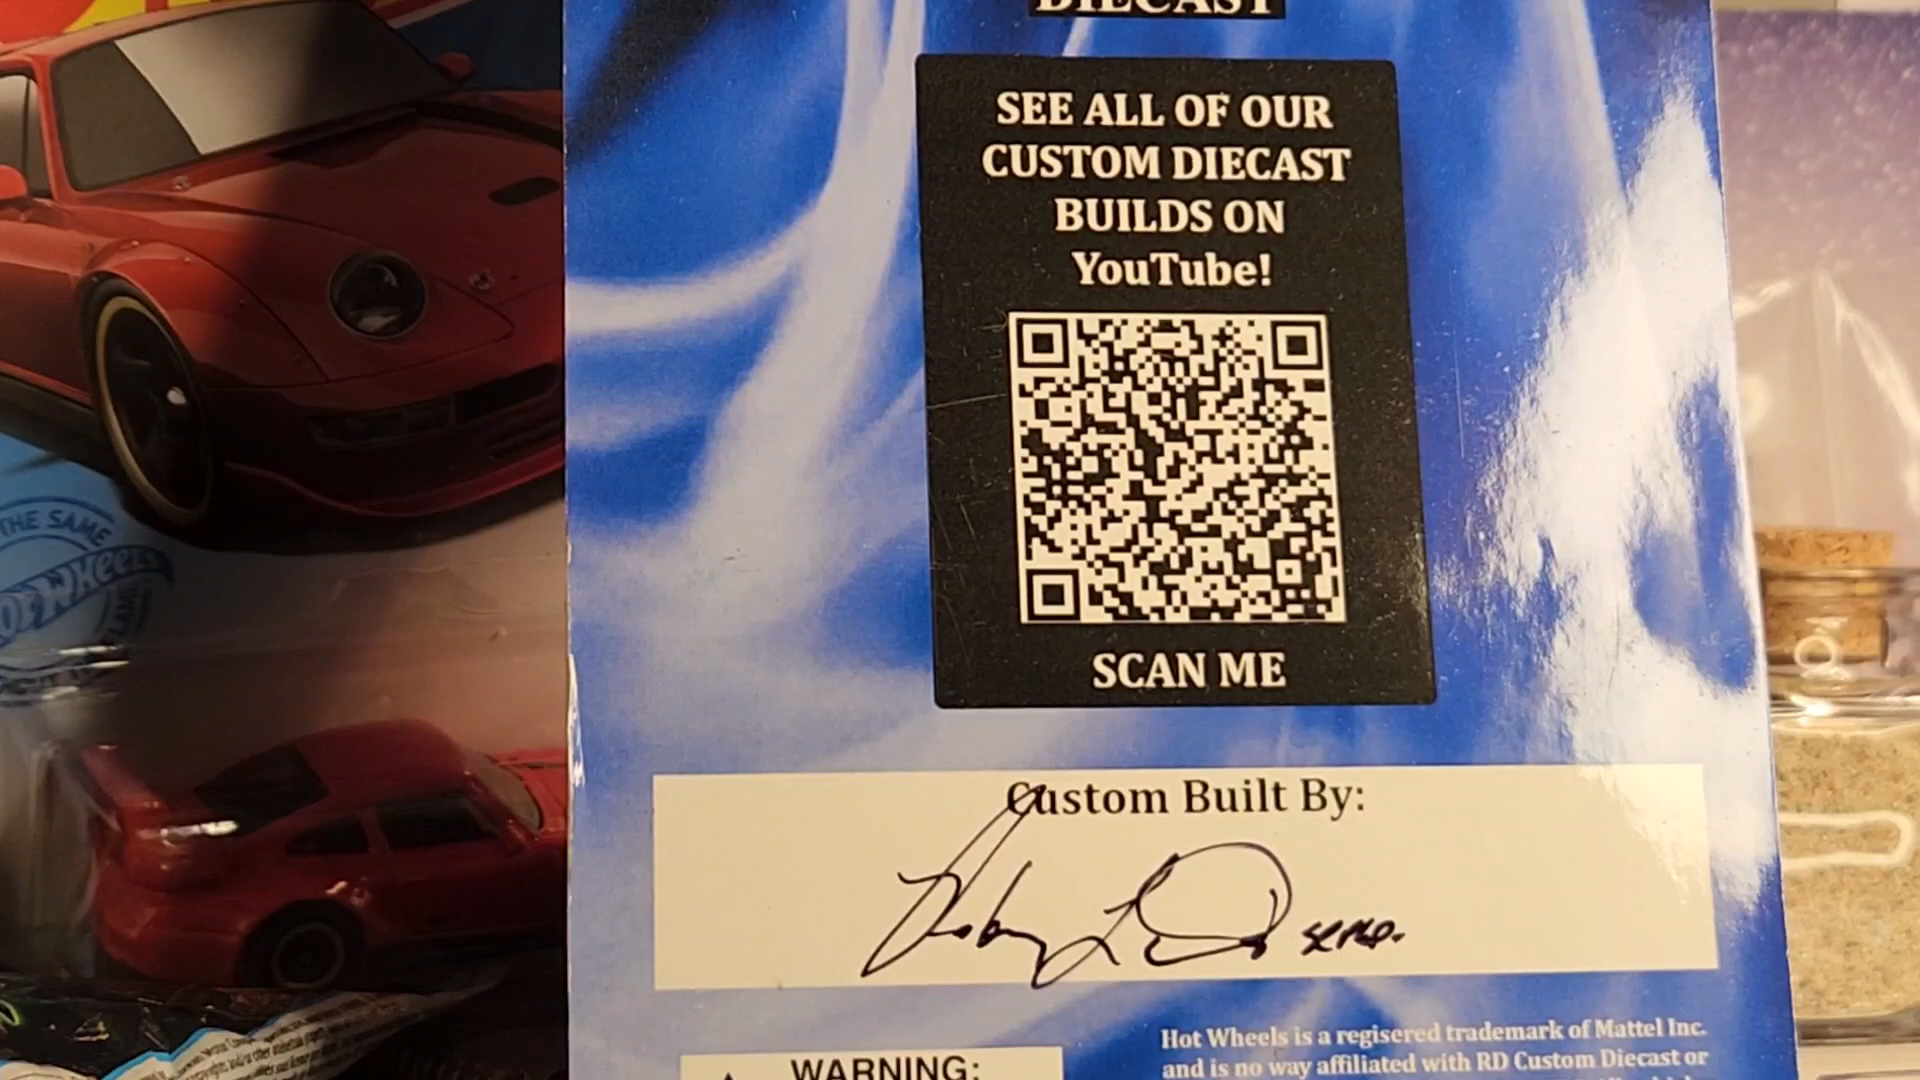 DIECAST
SEE ALL OF OUR
CUSTOM DIECAST
BUILDS ON
YouTube!
SCAN ME
Custom Built By:
WARNING:
Hot Wheels is a regisered trademark of Mattel Inc.
and is no way affiliated with RD Custom Diecast or
THE SAME
HOT WHEELS